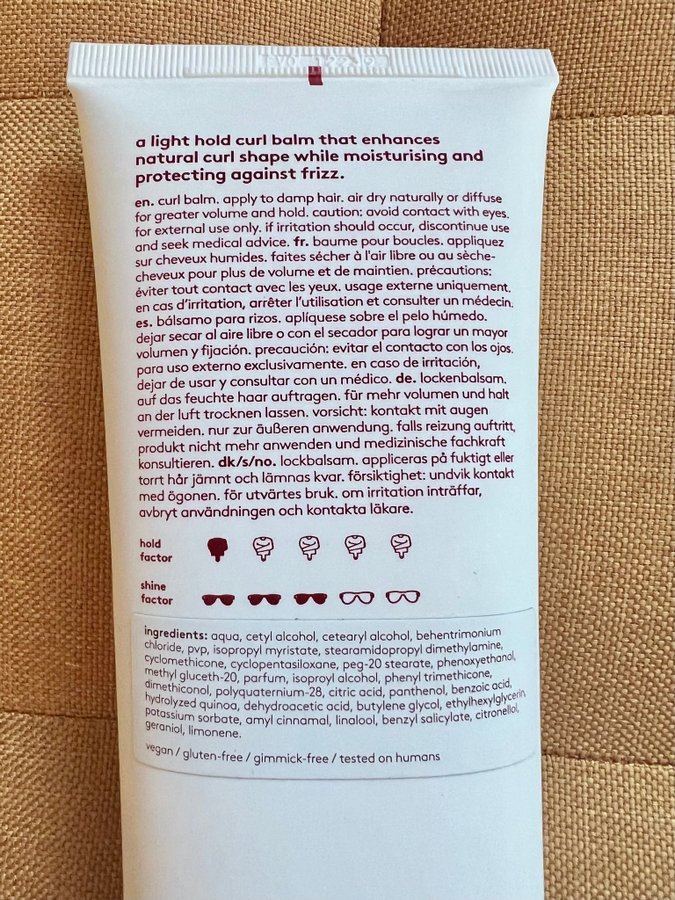 a light hold curl balm that enhances
natural curl shape while moisturising and
protecting against frizz.
en. curl balm. apply to damp hair. air dry naturally or diffuse
for greater volume and hold. caution: avoid contact with eyes.
for external use only. if irritation should occur, discontinue use
and seek medical advice. fr. baume pour boucles. appliquez
sur cheveux humides. faites sécher à l'air libre ou au sèche-
cheveux pour plus de volume et de maintien. précautions:
éviter tout contact avec les yeux. usage externe uniquement.
en cas d'irritation, arrêter l'utilisation et consulter un médecin.
es. bálsamo para rizos. aplíquese sobre el pelo húmedo.
dejar secar al aire libre o con el secador para lograr un mayor
volumen y fijación. precaución: evitar el contacto con los ojos.
para uso externo exclusivamente. en caso de irritación,
dejar de usar y consultar con un médico. de. lockenbalsam.
auf das feuchte haar auftragen. für mehr volumen und halt
an der luft trocknen lassen. vorsicht: kontakt mit augen
vermeiden. nur zur äußeren anwendung. falls reizung auftritt,
produkt nicht mehr anwenden und medizinische fachkraft
konsultieren. dk/s/no. lockbalsam. appliceras på fuktigt eller
torrt hår jämnt och lämnas kvar. försiktighet: undvik kontakt
med ögonen. för utvärtes bruk. om irritation inträffar,
avbryt användningen och kontakta läkare.
hold
factor
shine
factor
ingredients: aqua, cetyl alcohol, cetearyl alcohol, behentrimonium
chloride, pvp, isopropyl myristate, stearamidopropyl dimethylamine,
cyclomethicone, cyclopentasiloxane, peg-20 stearate, phenoxyethanol,
methyl gluceth-20, parfum, isoproyl alcohol, phenyl trimethicone,
dimethiconol, polyquaternium-28, citric acid, panthenol, benzoic acid,
hydrolyzed quinoa, dehydroacetic acid, butylene glycol, ethylhexylglycerin,
potassium sorbate, amyl cinnamal, linalool, benzyl salicylate, citronellol,
geraniol, limonene.
vegan / gluten-free / gimmick-free / tested on humans